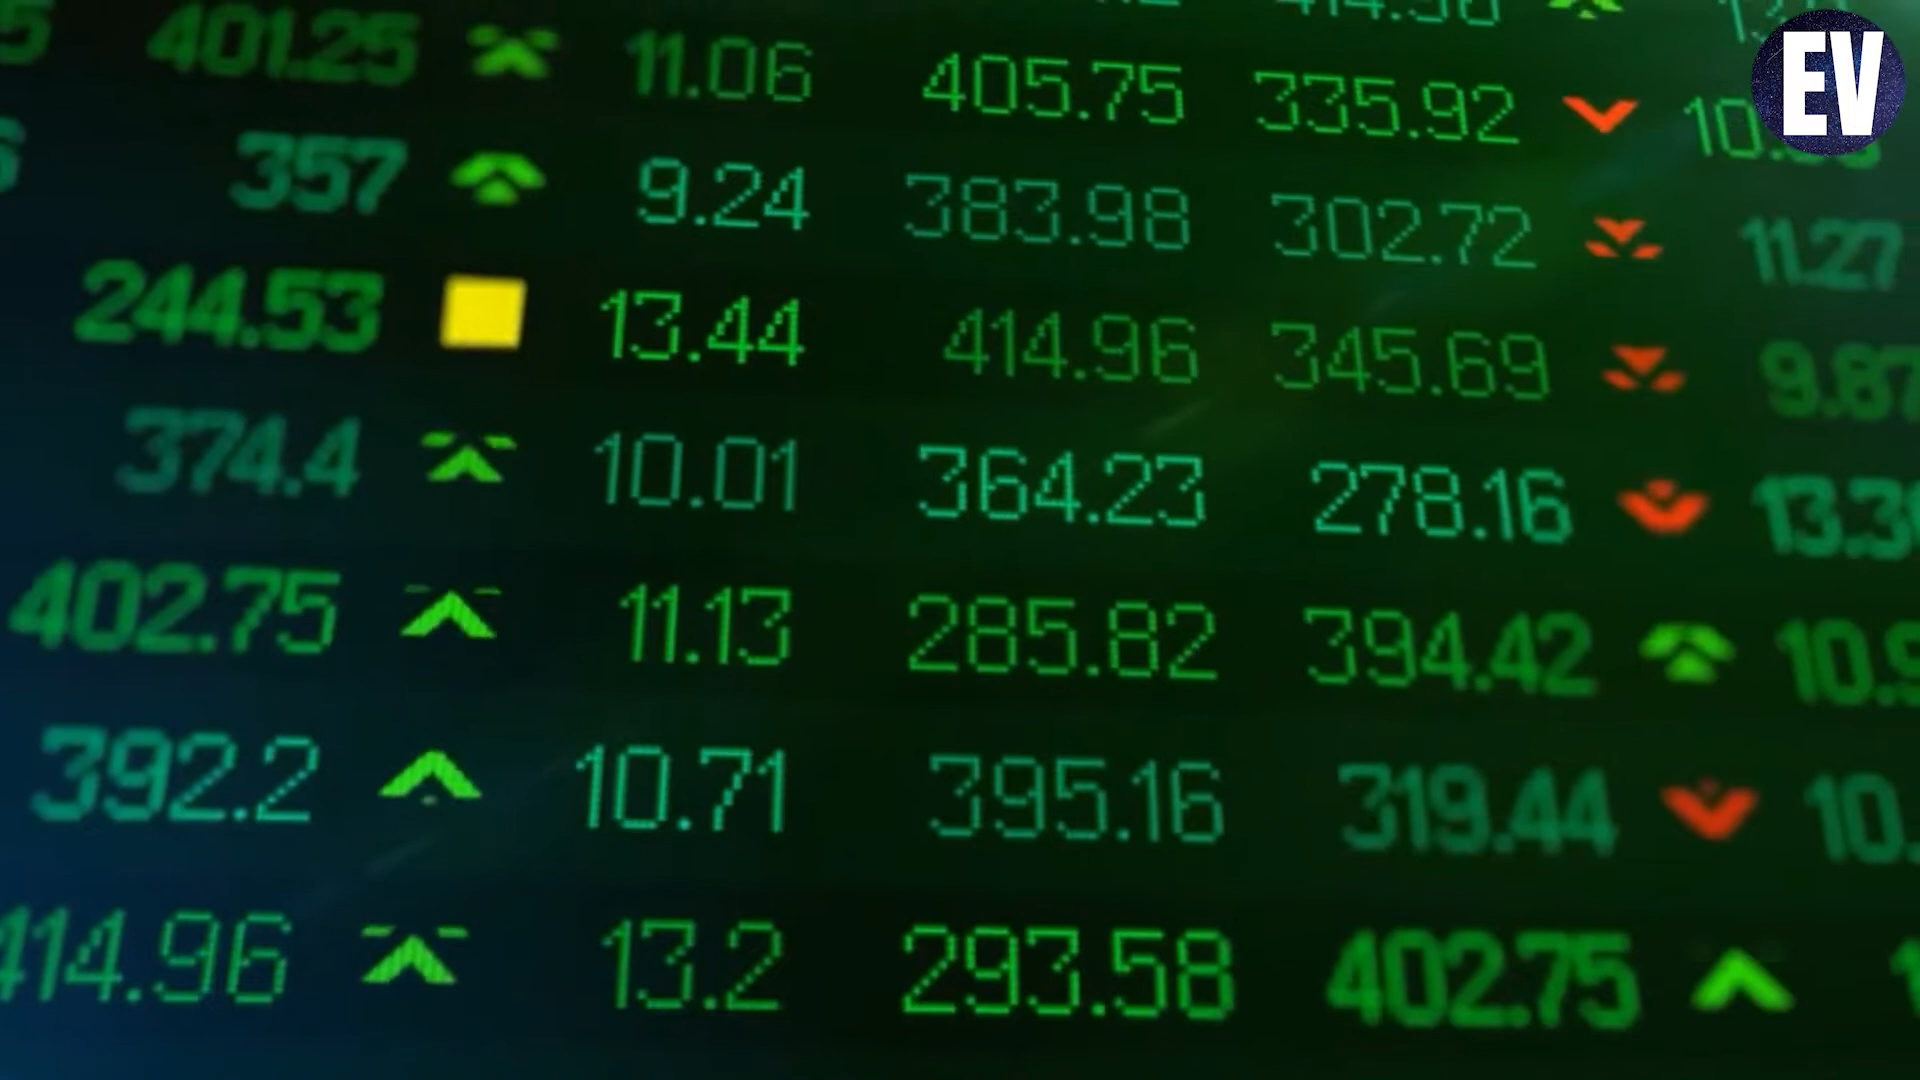 401.25 11.06 405.75 335.92
EV
357 9.24 383.98 302.72 11.27
244.53 13.44 414.96 345.69 9.87
374.4 10.01 364.23 278.16
402.75 11.13 285.82 394.42
392.2 10.71 395.16 319.44
414.96 13.2 293.58 402.75